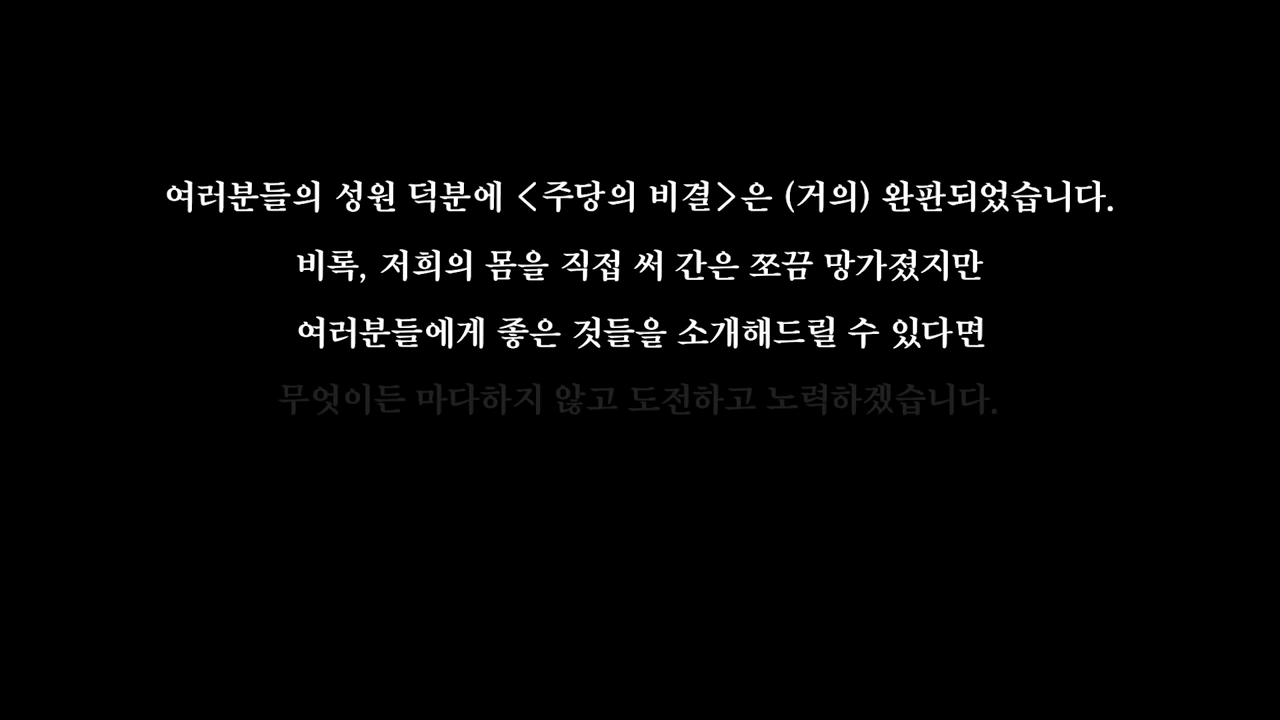 여러분들의 성원 덕분에 <주당의 비결>은 (거의) 완판되었습니다.
비록, 저희의 몸을 직접 써 간은 쪼끔 망가졌지만
여러분들에게 좋은 것들을 소개해드릴 수 있다면
무엇이든 마다하지 않고 도전하고 노력하겠습니다.